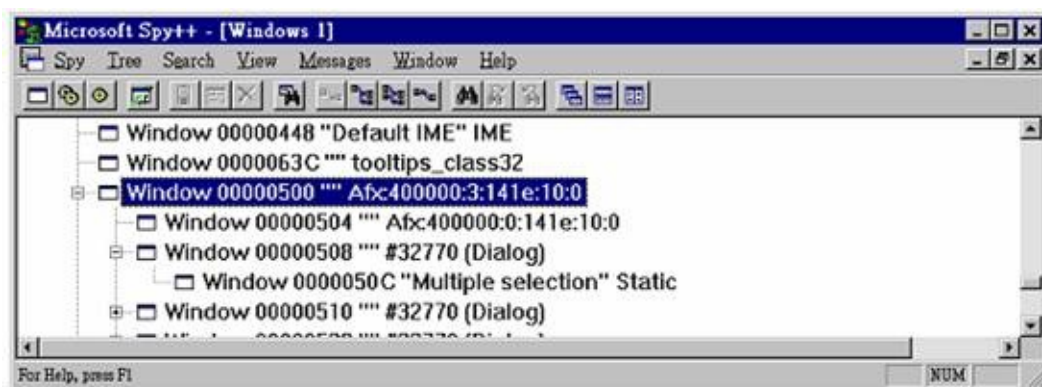 Microsoft Spy++ - [Windows 1]
Spy Tree Search View Messages Window Help
Window 00000448 "Default IME" IME
Window 0000063C "" tooltips_class32
Window 00000500 "" Afx:400000:3:141e:10:0
Window 00000504 "" Afx:400000:0:141e:10:0
Window 00000508 "" #32770 (Dialog)
Window 0000050C "Multiple selection" Static
Window 00000510 "" #32770 (Dialog)
For Help, press F1
NUM